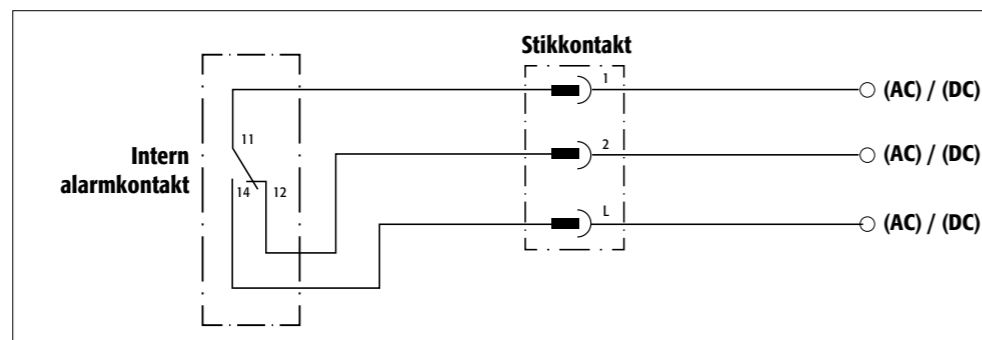 Stikkontakt
1
(AC) / (DC)
11
Intern
alarmkontakt
2
(AC) / (DC)
14
12
L
(AC) / (DC)